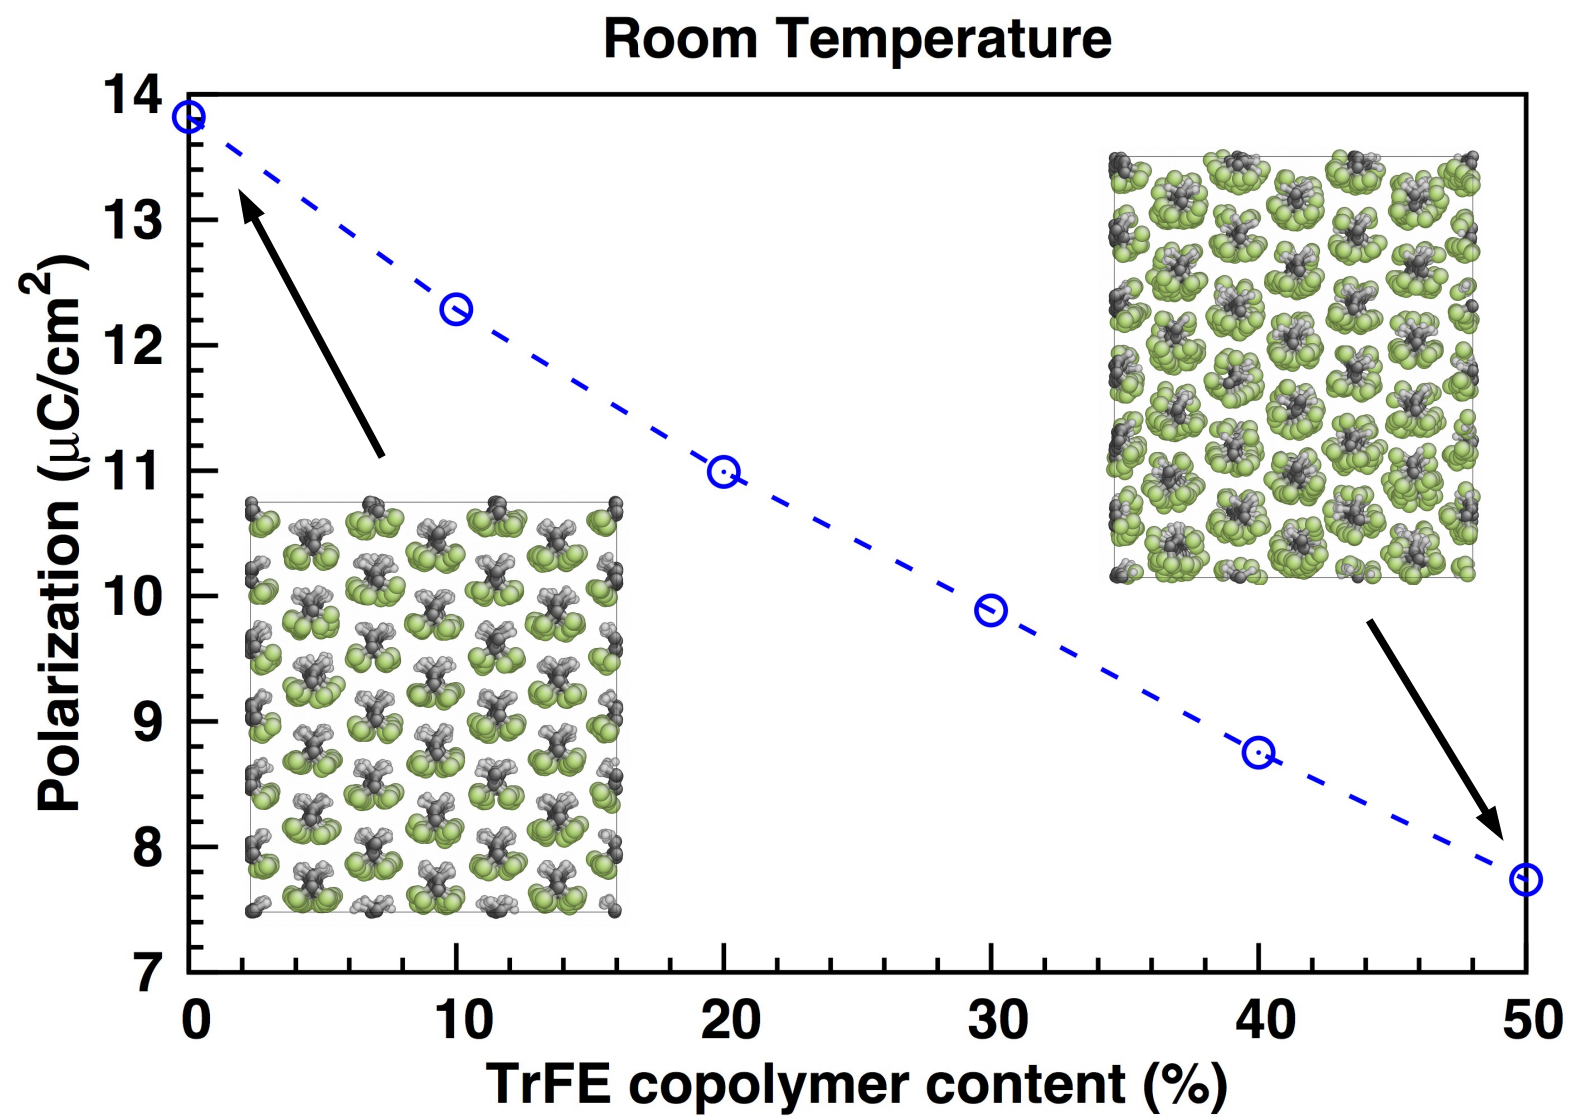 Room Temperature
14
13
12
11
10
9
8
7
Polarization (μC/cm²)
0 10 20 30 40 50
TrFE copolymer content (%)